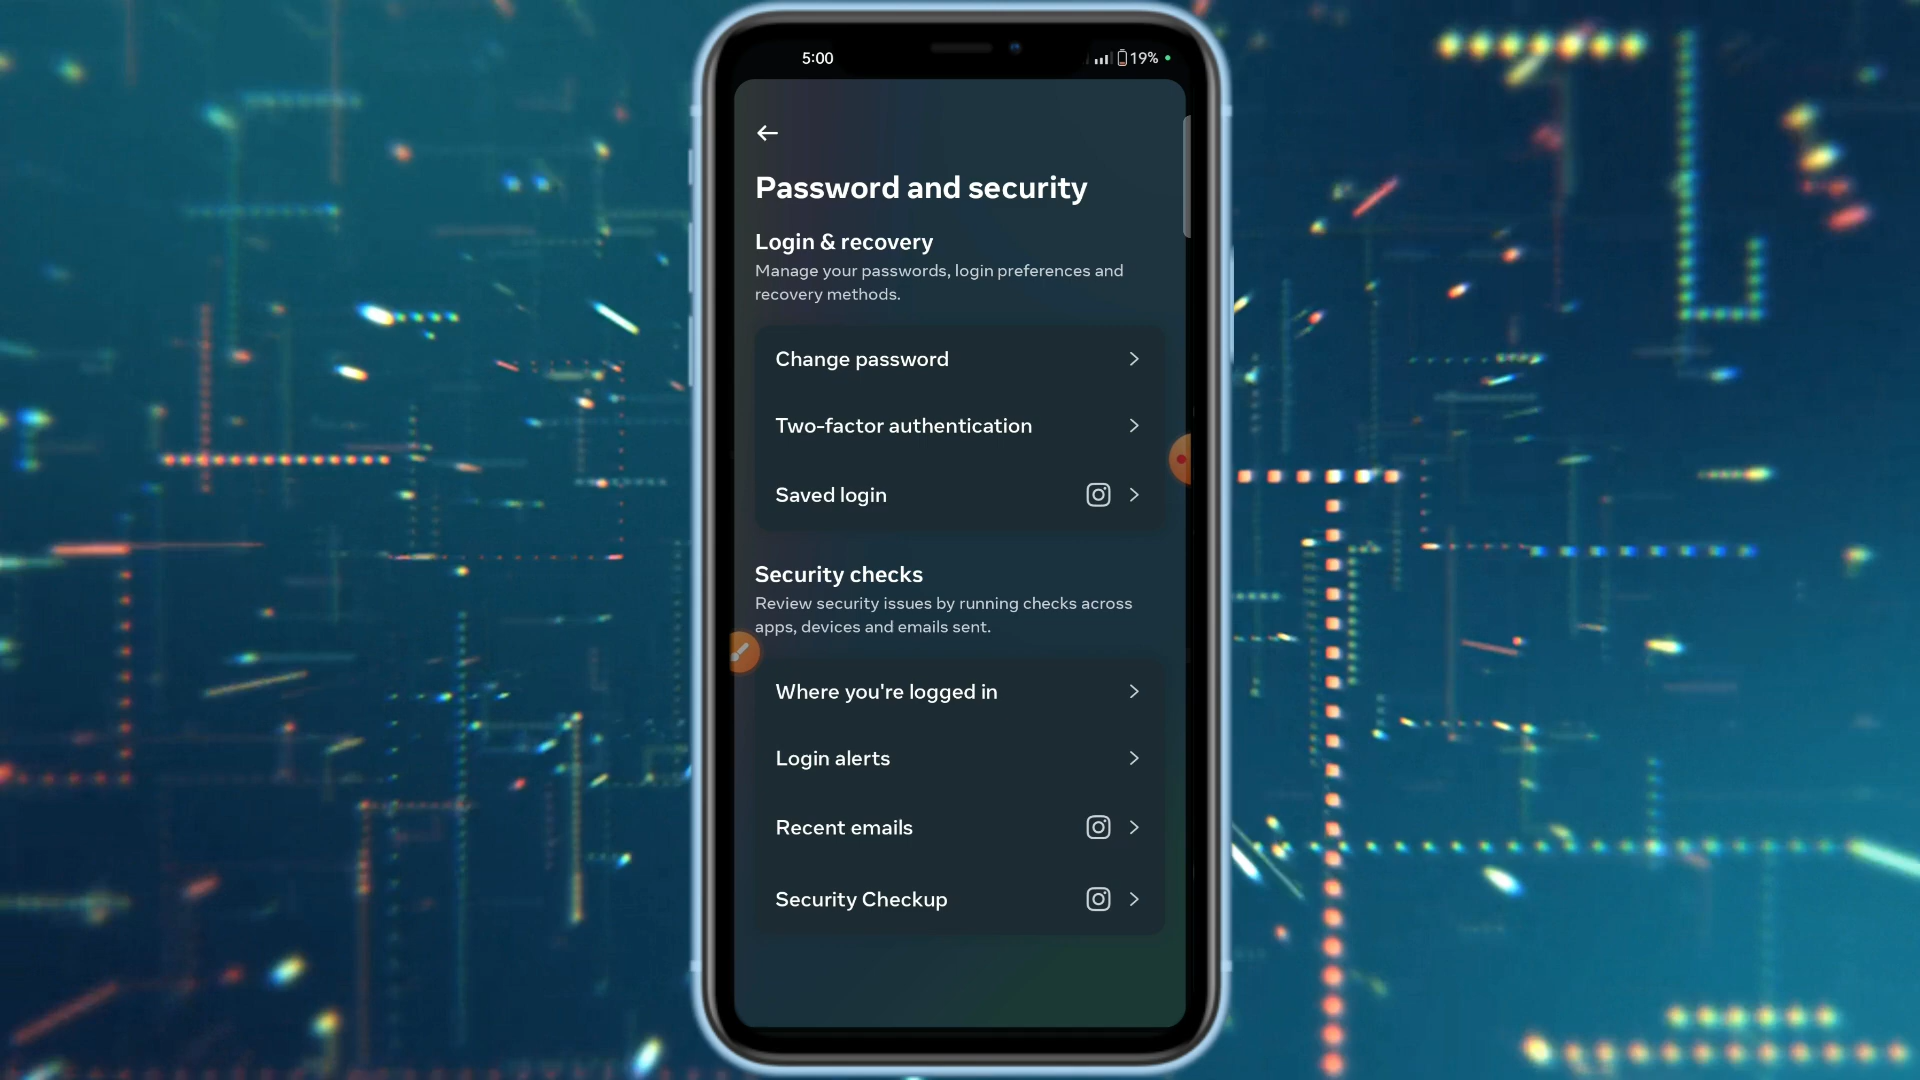 5:00
19%
Password and security
Login & recovery
Manage your passwords, login preferences and
recovery methods.
Change password
Two-factor authentication
Saved login
Security checks
Review security issues by running checks across
apps, devices and emails sent.
Where you're logged in
Login alerts
Recent emails
Security Checkup